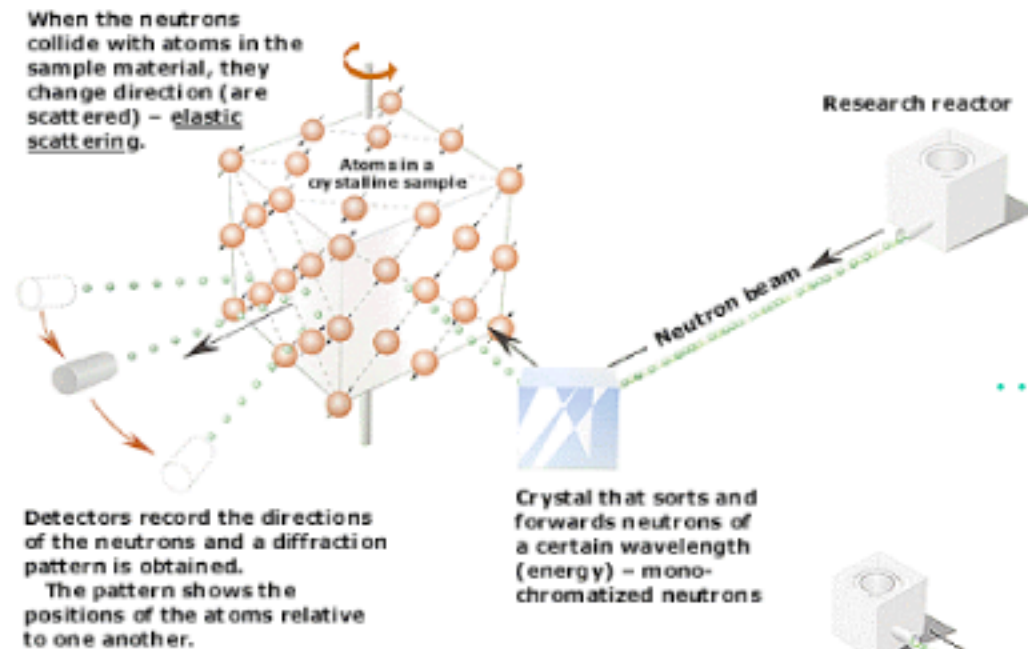 When the neutrons
collide with atoms in the
sample material, they
change direction (are
scattered) – elastic
scattering.
Research reactor
Atoms in a
crystalline sample
Neutron beam
Detectors record the directions
of the neutrons and a diffraction
pattern is obtained.
The pattern shows the
positions of the atoms relative
to one another.
Crystal that sorts and
forwards neutrons of
a certain wavelength
(energy) – mono-
chromatized neutrons